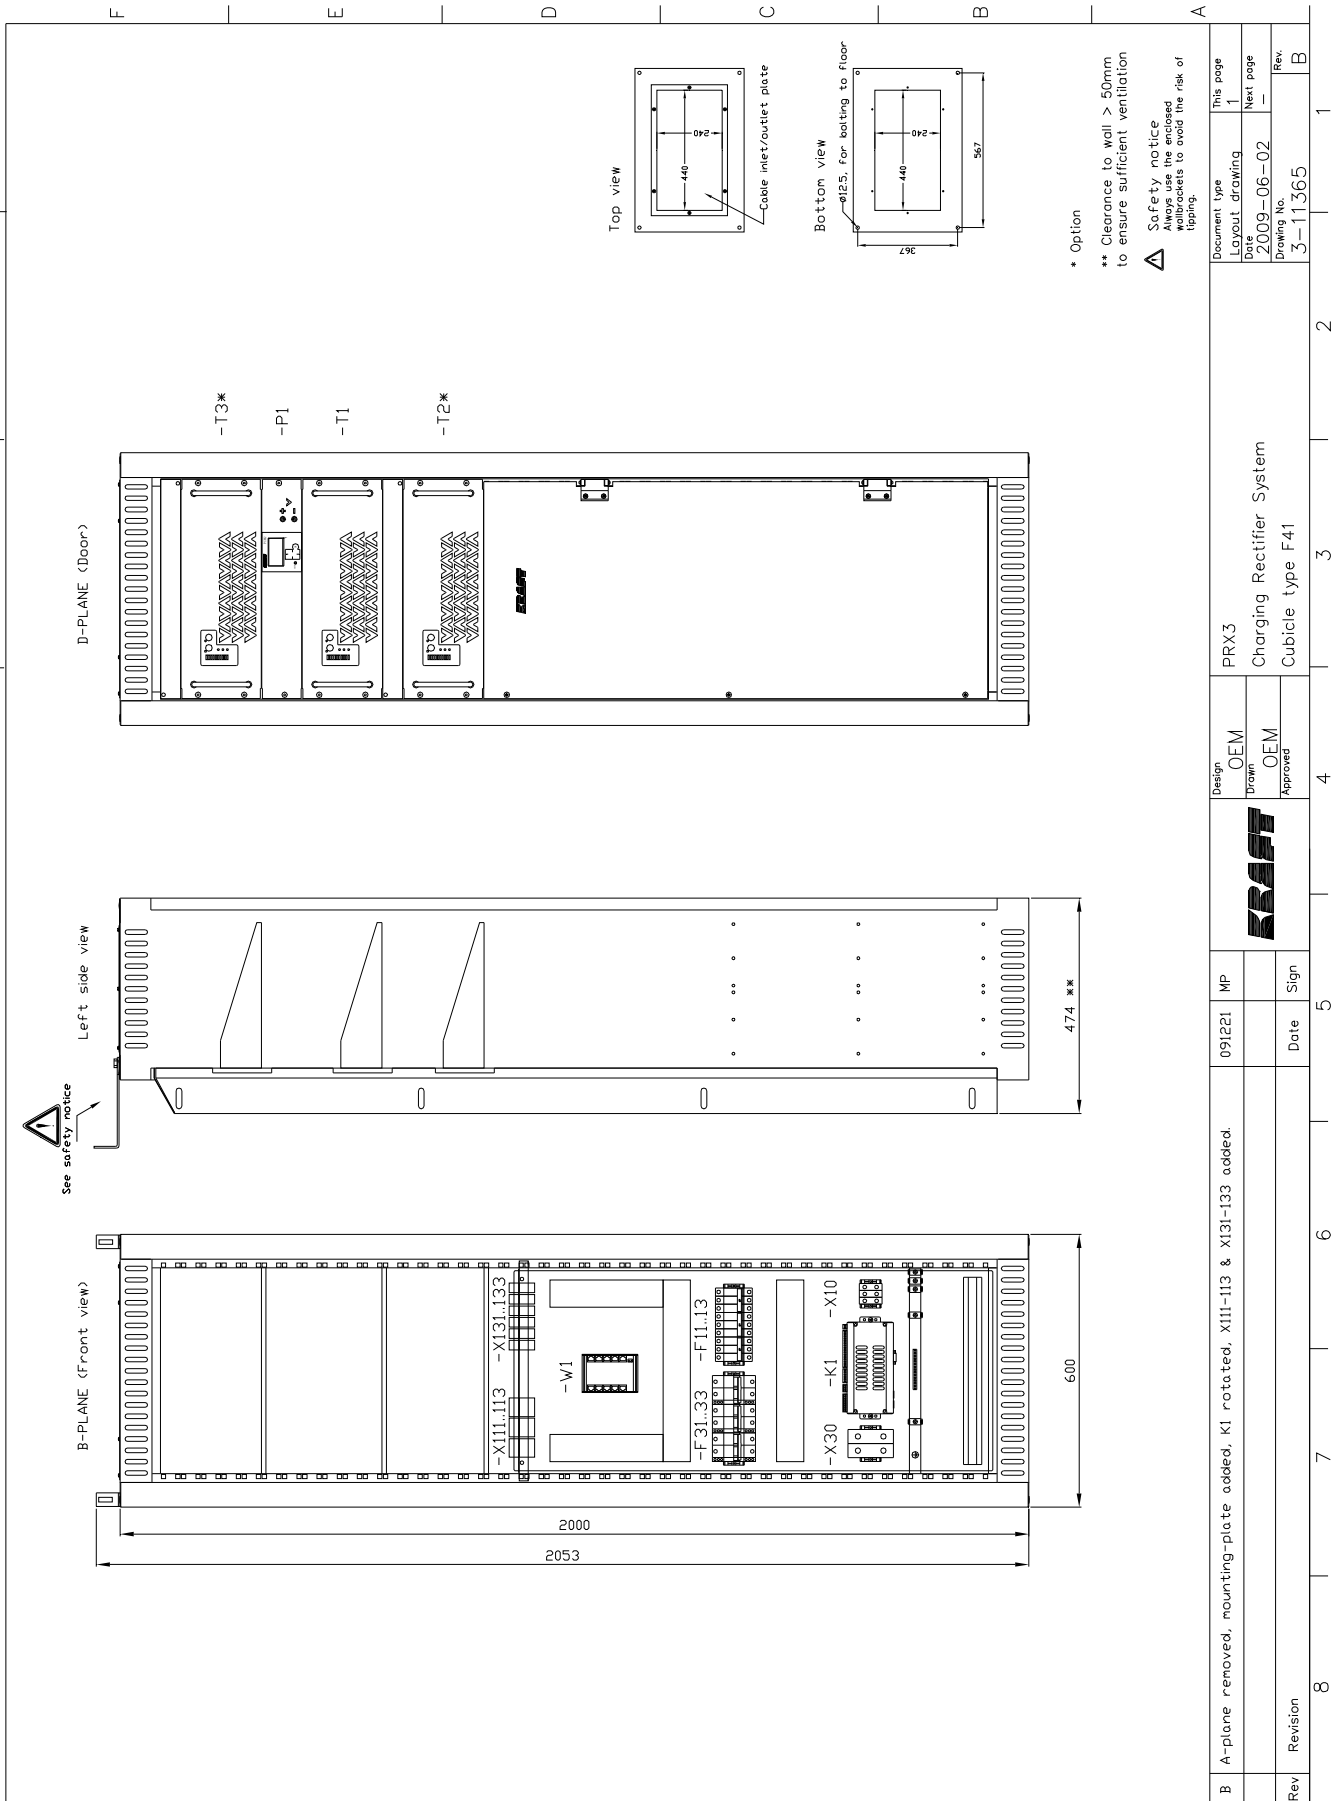 F
E
D
C
B
A
B-PLANE (Front view)
-X111..113
-X131..133
-W1
-F31..33
-F11..13
-X30
-K1
-X10
600
2000
2053
See safety notice
Left side view
474 **
D-PLANE (Door)
KRAFT
-T3*
-P1
-T1
-T2*
Top view
440
240
Cable inlet/outlet plate
Bottom view
ø12.5, for bolting to floor
440
240
367
567
* Option
** Clearance to wall > 50mm
to ensure sufficient ventilation
Safety notice
Always use the enclosed
wallbrackets to avoid the risk of
tipping.
B A-plane removed, mounting-plate added, K1 rotated, X111-113 & X131-133 added. 091221 MP
Rev Revision Date Sign
KRAFT
Design
OEM
Drawn
OEM
Approved
PRX3
Charging Rectifier System
Cubicle type F41
Document type
Layout drawing
Date
2009-06-02
Drawing No.
3-11365
This page
1
Next page
-
Rev.
B
8
7
6
5
4
3
2
1